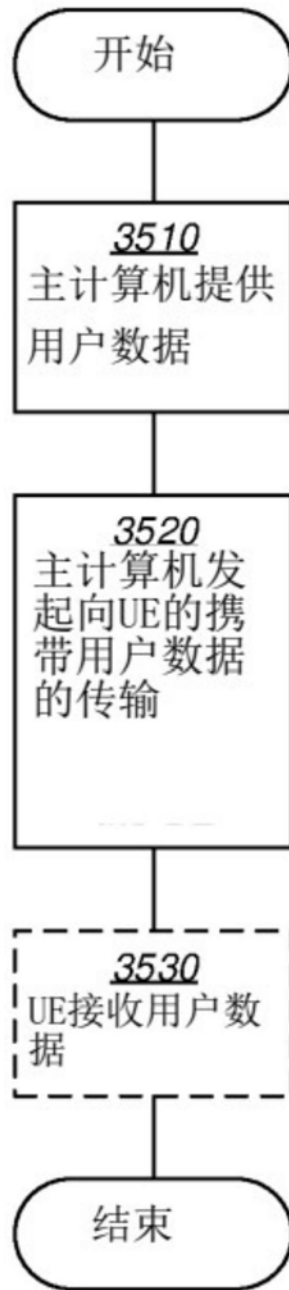 开始
3510
主计算机提供
用户数据
3520
主计算机发
起向UE的携
带用户数据
的传输
3530
UE接收用户数
据
结束